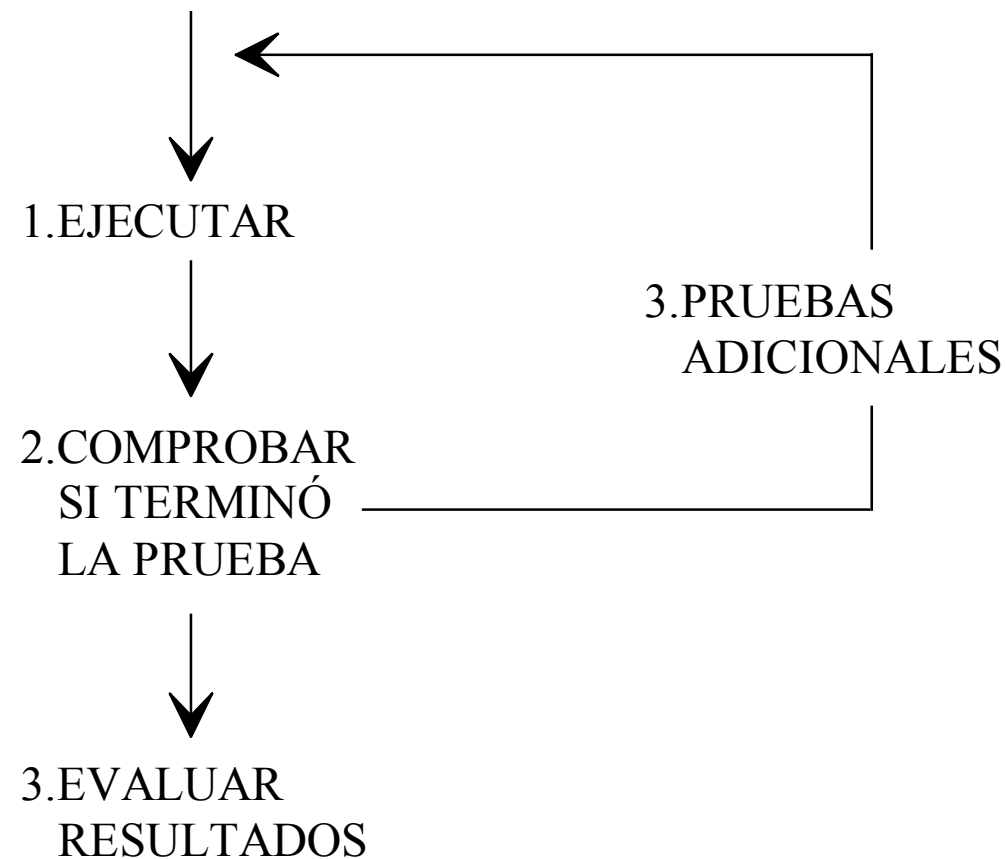 1.EJECUTAR
3.PRUEBAS
ADICIONALES
2.COMPROBAR
SI TERMINÓ
LA PRUEBA
3.EVALUAR
RESULTADOS